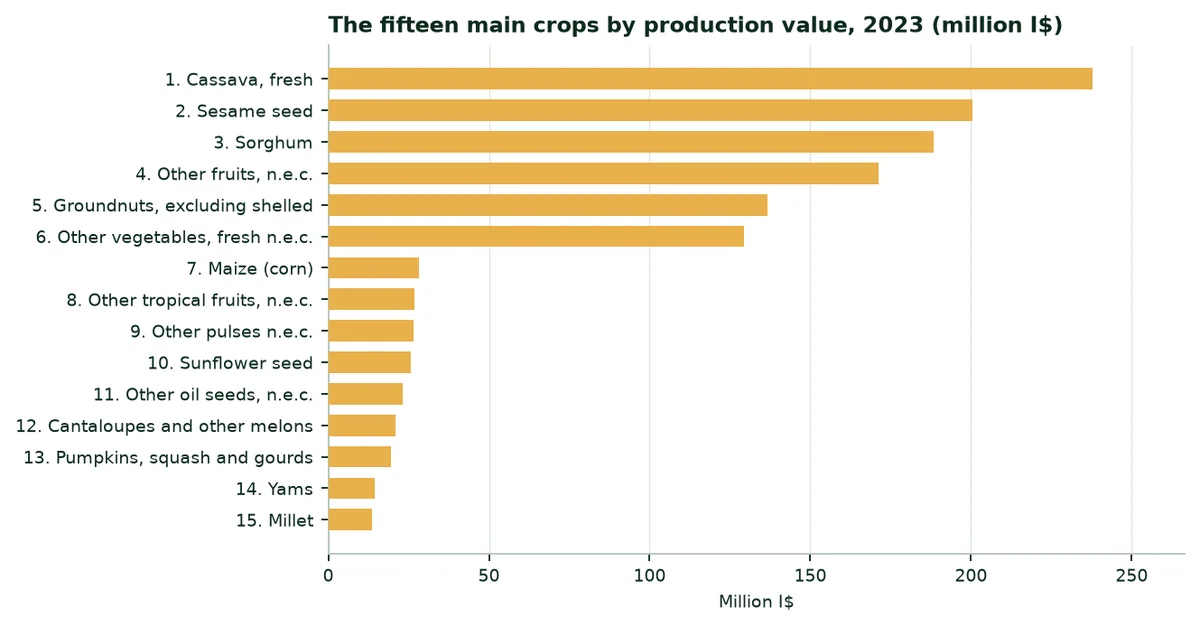 The fifteen main crops by production value, 2023 (million I$)
1. Cassava, fresh
2. Sesame seed
3. Sorghum
4. Other fruits, n.e.c.
5. Groundnuts, excluding shelled
6. Other vegetables, fresh n.e.c.
7. Maize (corn)
8. Other tropical fruits, n.e.c.
9. Other pulses n.e.c.
10. Sunflower seed
11. Other oil seeds, n.e.c.
12. Cantaloupes and other melons
13. Pumpkins, squash and gourds
14. Yams
15. Millet
0 50 100 150 200 250
Million I$